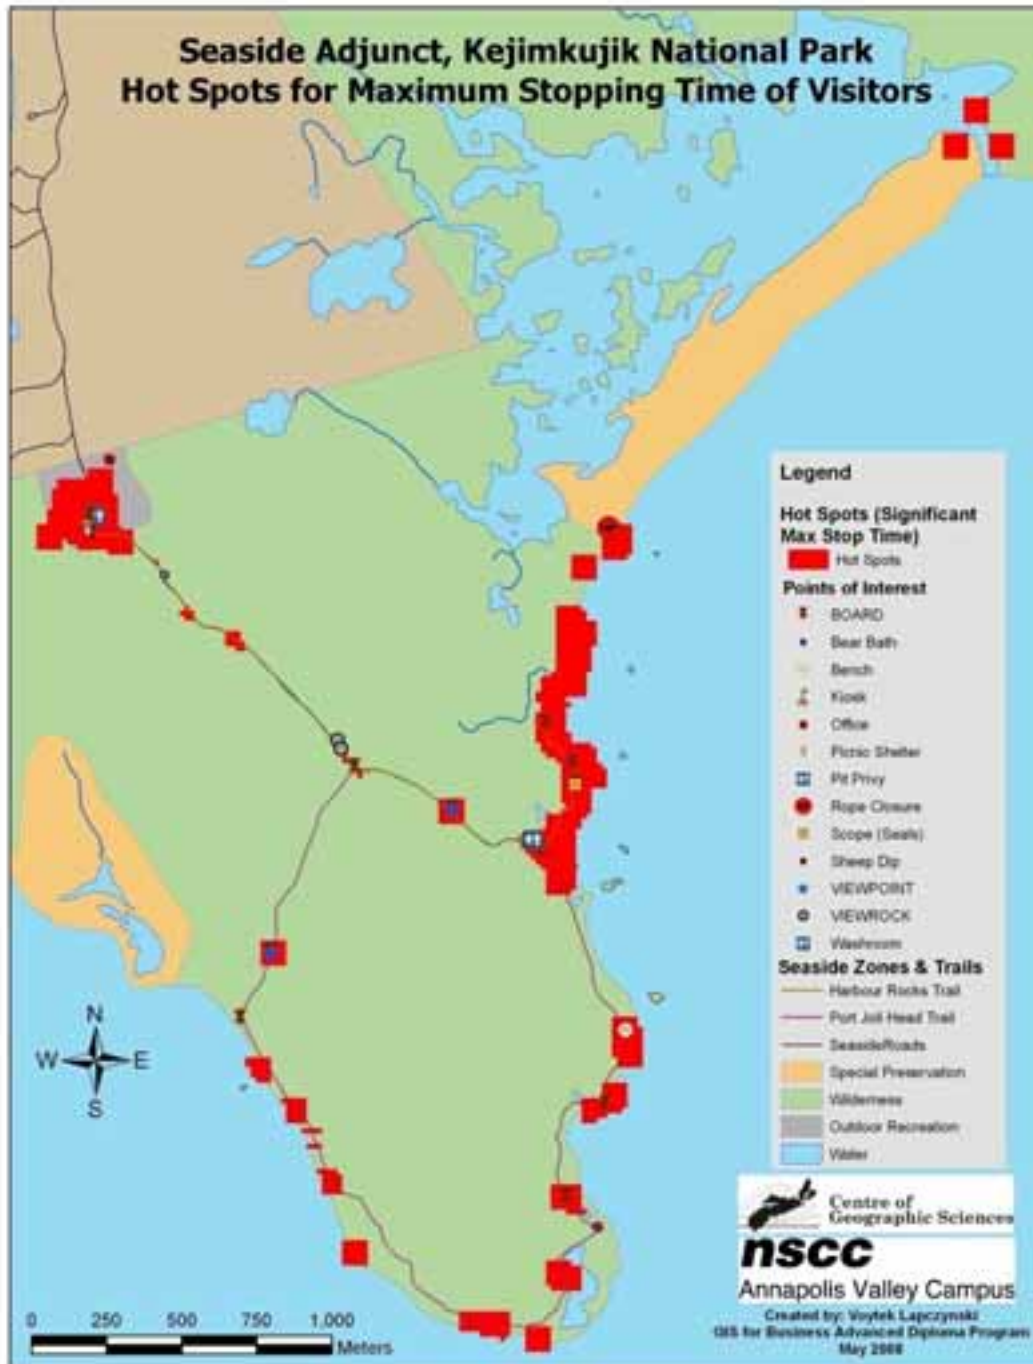 Seaside Adjunct, Kejimkujik National Park
Hot Spots for Maximum Stopping Time of Visitors
Legend
Hot Spots (Significant
Max Stop Time)
Hot Spots
Points of Interest
BOARD
Bear Bath
Bench
Kiosk
Office
Picnic Shelter
Pit Privy
Rope Closure
Scope (Seals)
Sheep Dip
VIEWPOINT
VIEWROCK
Washroom
Seaside Zones & Trails
Harbour Rocks Trail
Port Joli Head Trail
SeasideRoads
Special Preservation
Wilderness
Outdoor Recreation
Water
N
W E
S
Centre of
Geographic Sciences
nscc
Annapolis Valley Campus
Created by: Voytek Lapczynski
GIS for Business Advanced Diploma Program
May 2008
0 250 500 750 1,000
Meters